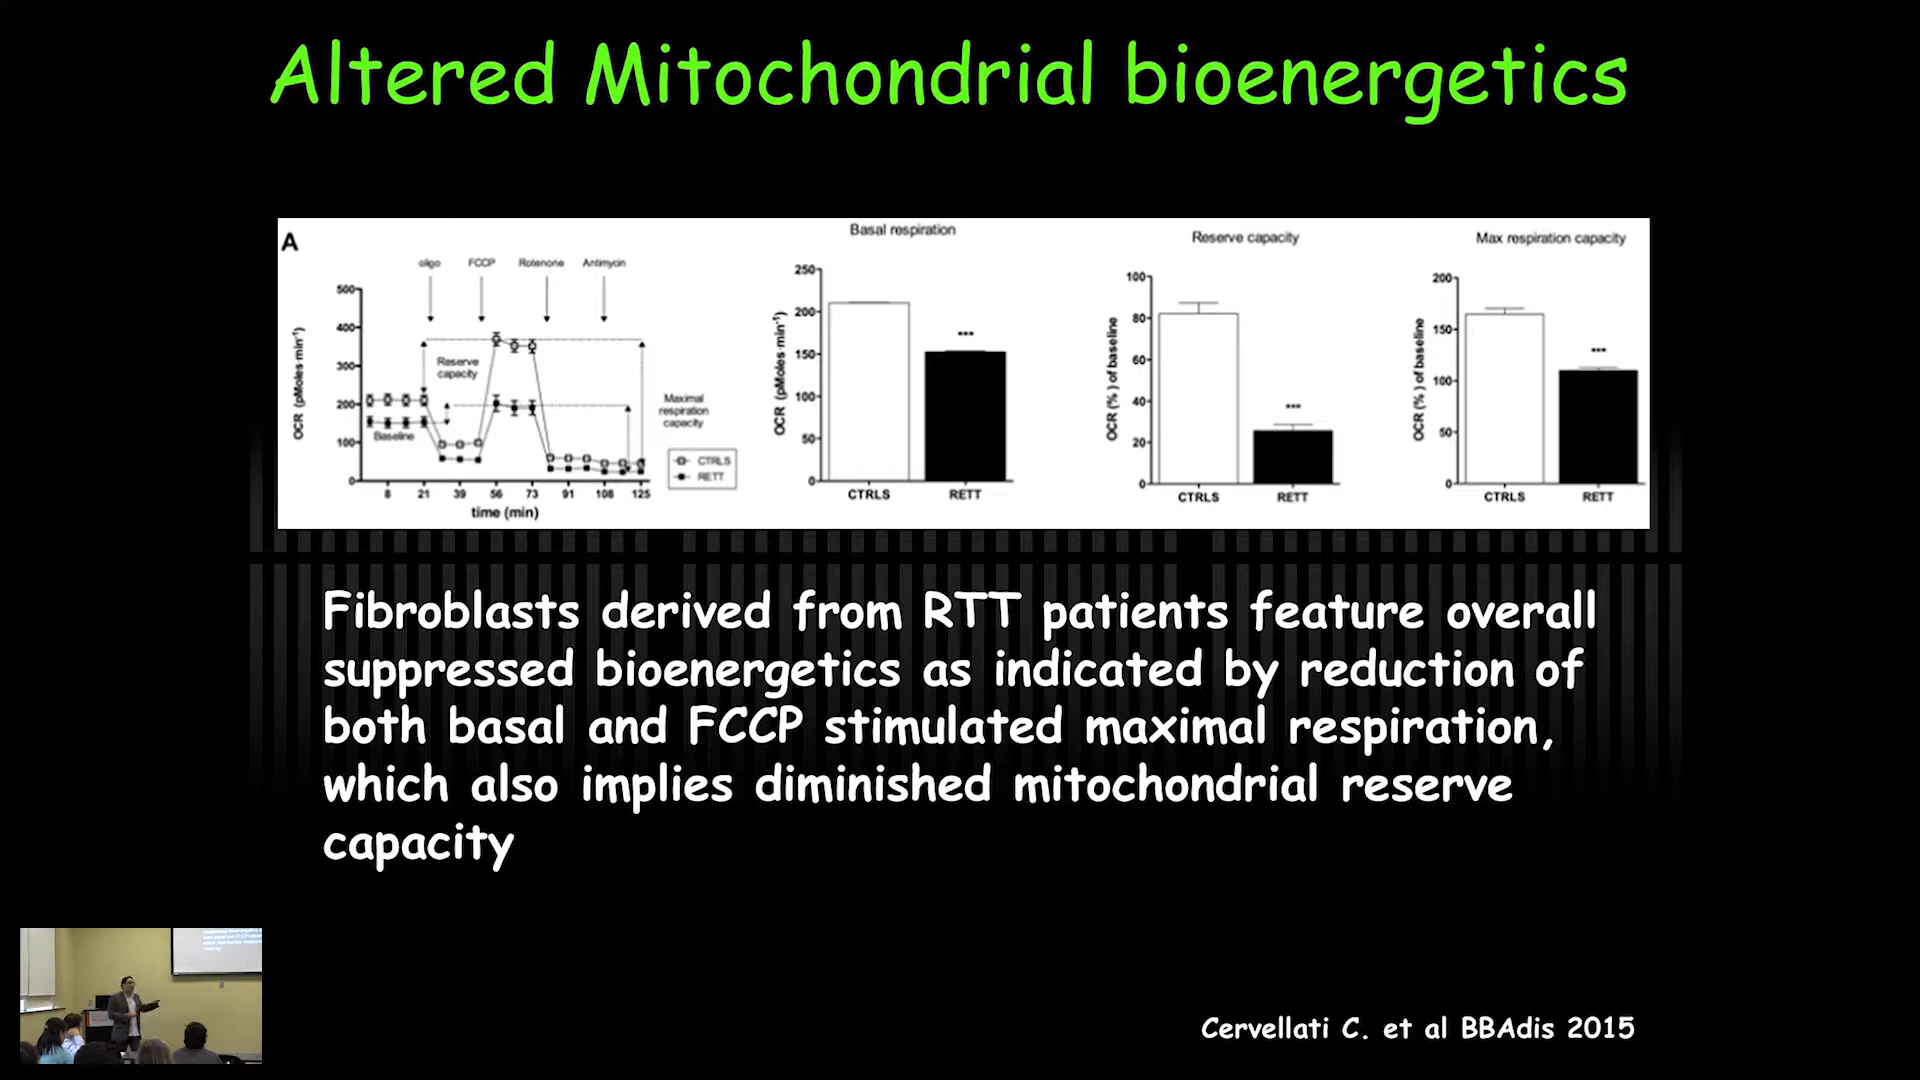 Altered Mitochondrial bioenergetics
A
oligo FCCP Rotenone Antimycin
OCR (pMoles·min⁻¹)
500
400
300
200
100
0
Reserve
capacity
Baseline
Maximal
respiration
capacity
CTRLS
RETT
8 21 39 56 73 91 108 125
time (min)
Basal respiration
OCR (pMoles·min⁻¹)
250
200
150
100
50
0
***
CTRLS RETT
Reserve capacity
OCR (%) of baseline
100
80
60
40
20
0
***
CTRLS RETT
Max respiration capacity
OCR (%) of baseline
200
150
100
50
0
***
CTRLS RETT
Fibroblasts derived from RTT patients feature overall
suppressed bioenergetics as indicated by reduction of
both basal and FCCP stimulated maximal respiration,
which also implies diminished mitochondrial reserve
capacity
Cervellati C. et al BBAdis 2015